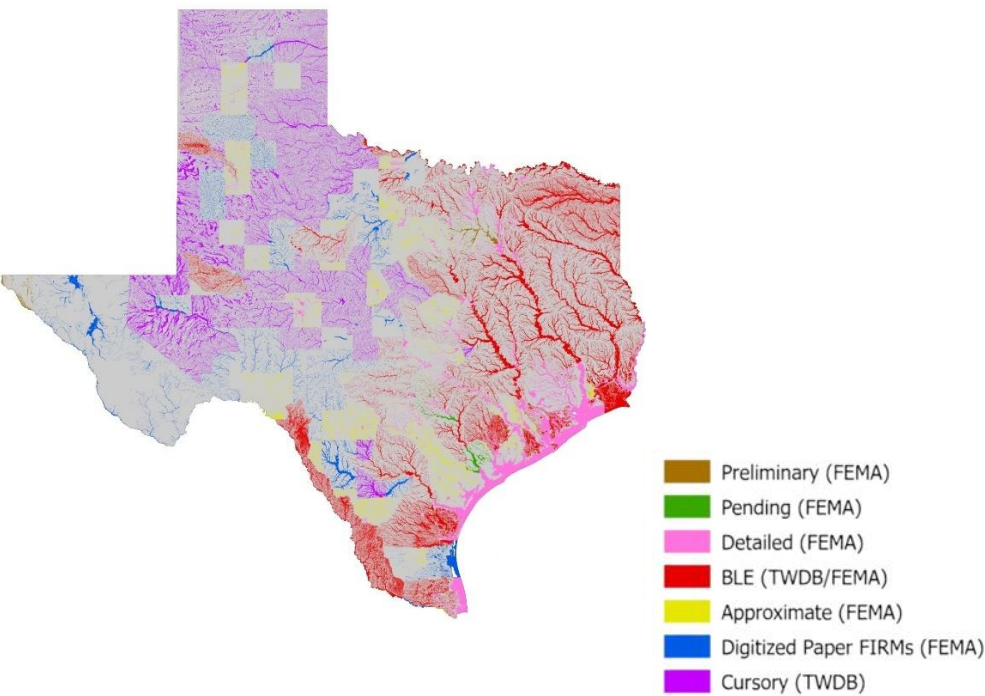 Preliminary (FEMA)
Pending (FEMA)
Detailed (FEMA)
BLE (TWDB/FEMA)
Approximate (FEMA)
Digitized Paper FIRMs (FEMA)
Cursory (TWDB)